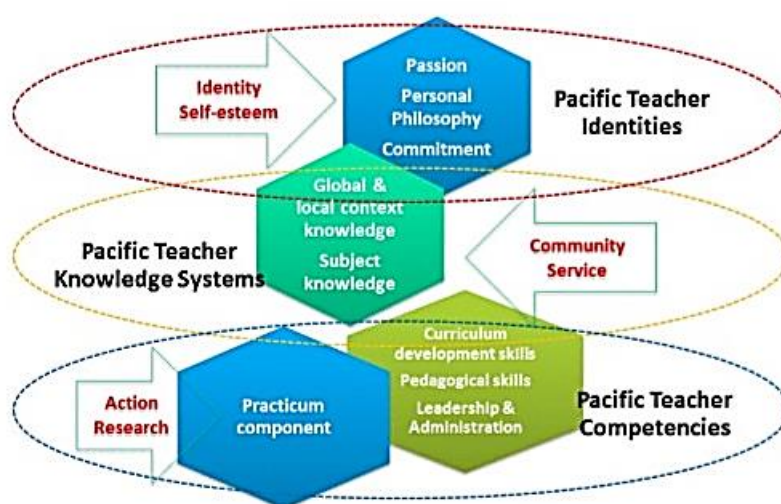 Identity
Self-esteem
Passion
Personal
Philosophy
Commitment
Pacific Teacher
Identities
Pacific Teacher
Knowledge Systems
Global &
local context
knowledge
Subject
knowledge
Community
Service
Action
Research
Practicum
component
Curriculum
development skills
Pedagogical skills
Leadership &
Administration
Pacific Teacher
Competencies